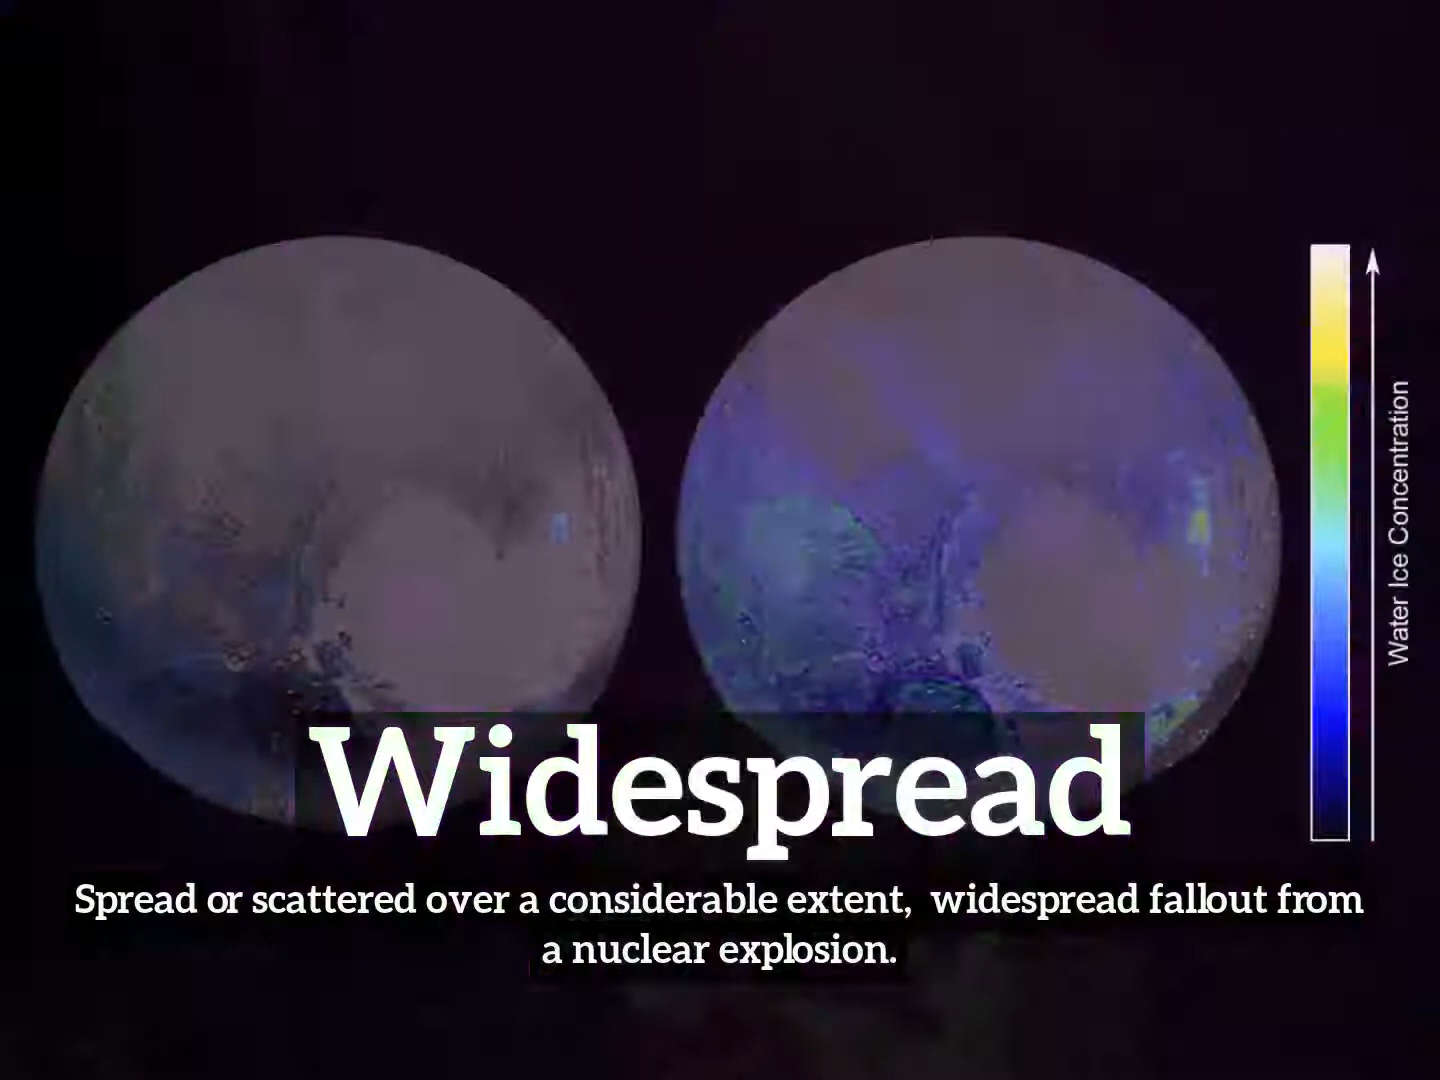 Water Ice Concentration
Widespread
Spread or scattered over a considerable extent,  widespread fallout from
a nuclear explosion.